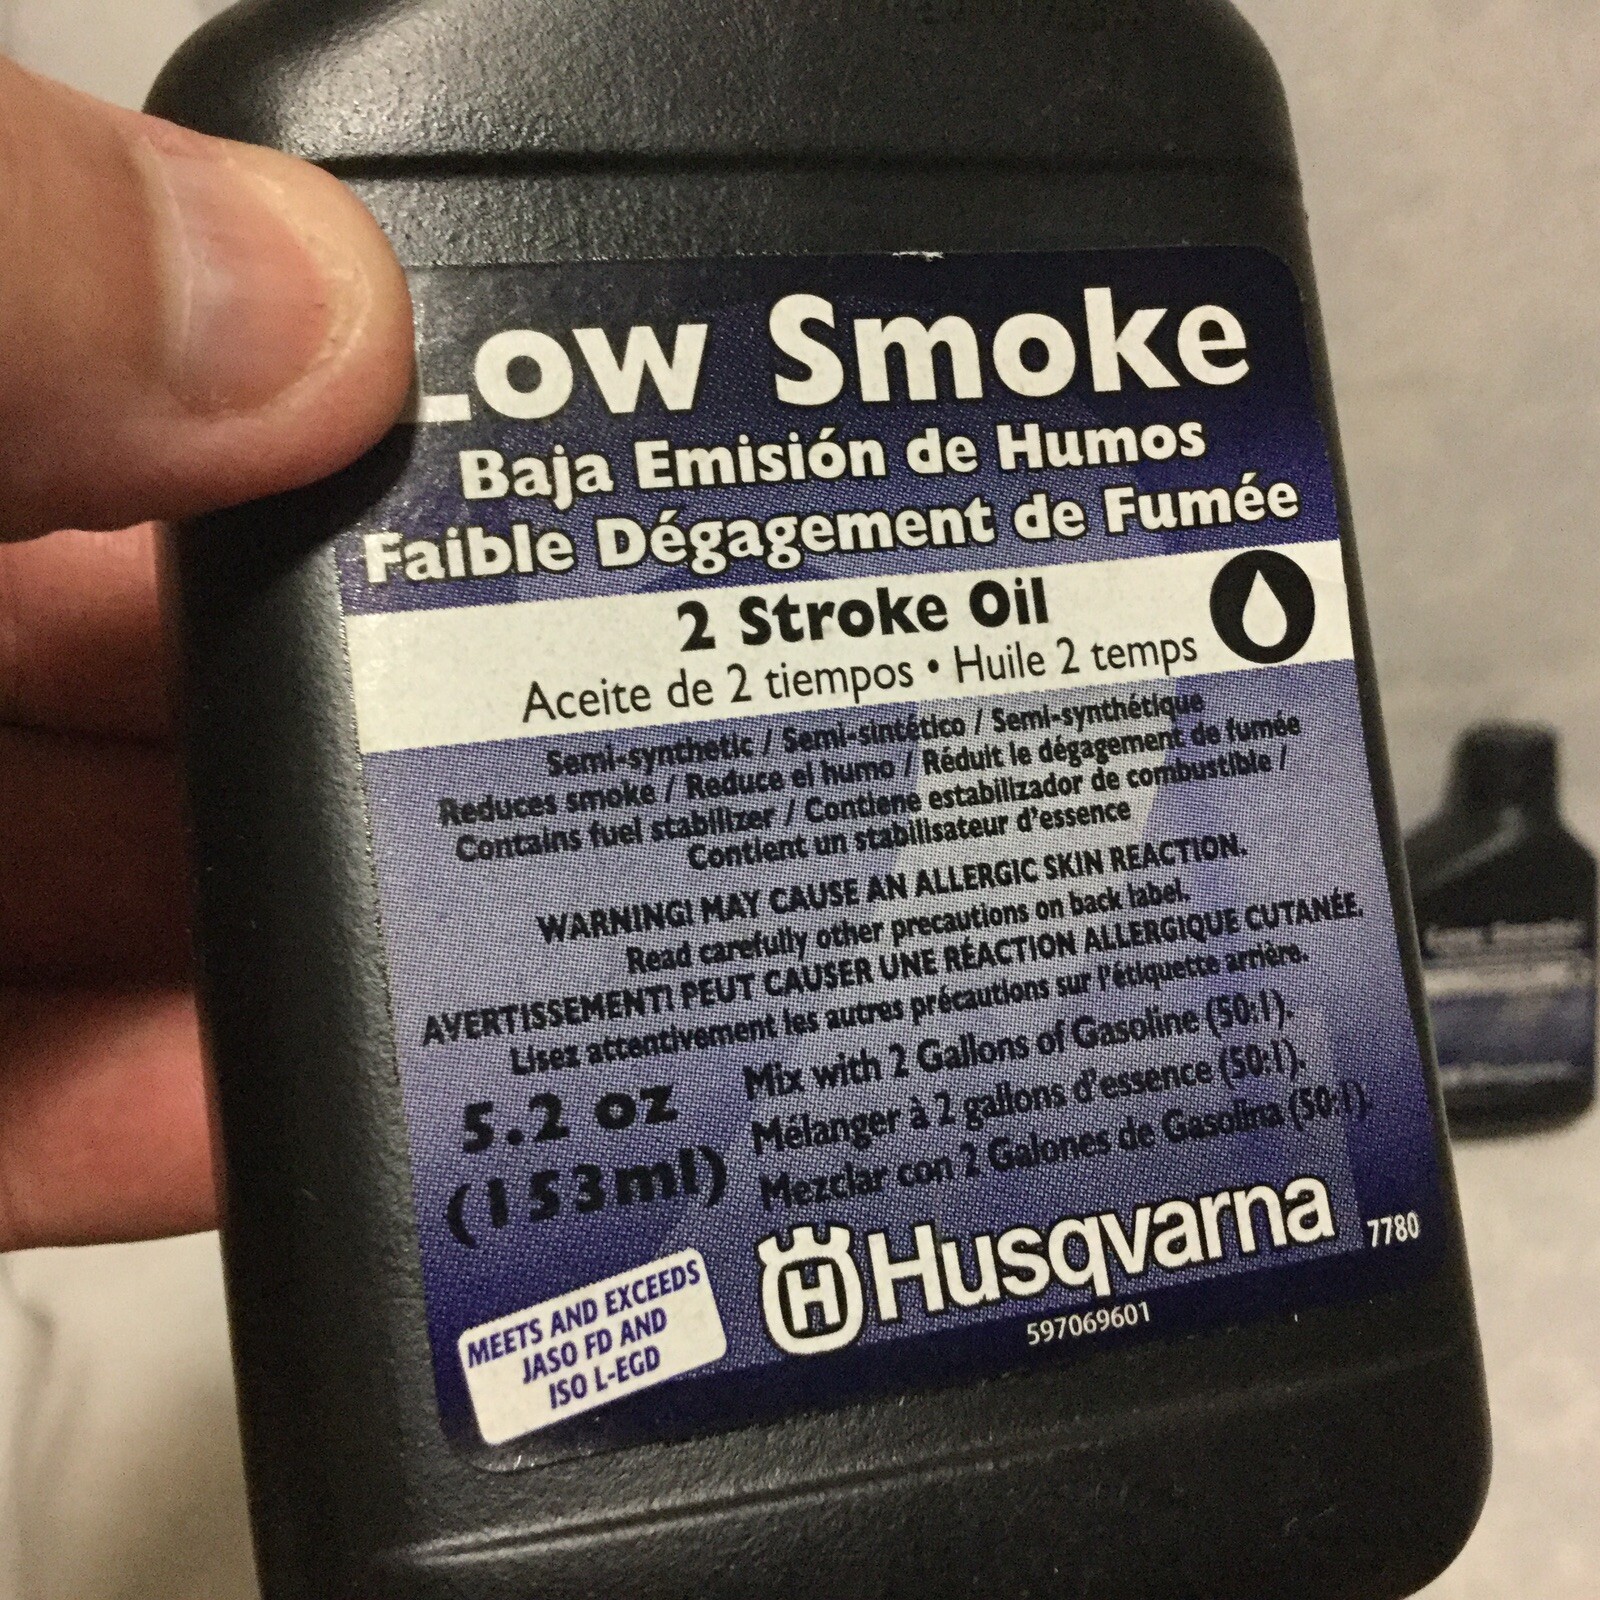 Low Smoke
Baja Emisión de Humos
Faible Dégagement de Fumée
2 Stroke Oil
Aceite de 2 tiempos • Huile 2 temps
Semi-synthetic / Semi-sintético / Semi-synthétique
Reduces smoke / Reduce el humo / Réduit le dégagement de fumée
Contains fuel stabilizer / Contiene estabilizador de combustible /
Contient un stabilisateur d'essence
WARNING! MAY CAUSE AN ALLERGIC SKIN REACTION.
Read carefully other precautions on back label.
AVERTISSEMENT! PEUT CAUSER UNE RÉACTION ALLERGIQUE CUTANÉE.
Lisez attentivement les autres précautions sur l'étiquette arrière.
5.2 oz
(153ml)
Mix with 2 Gallons of Gasoline (50:1).
Mélanger à 2 gallons d'essence (50:1).
Mezclar con 2 Galones de Gasolina (50:1).
MEETS AND EXCEEDS
JASO FD AND
ISO L-EGD
H Husqvarna
7780
597069601